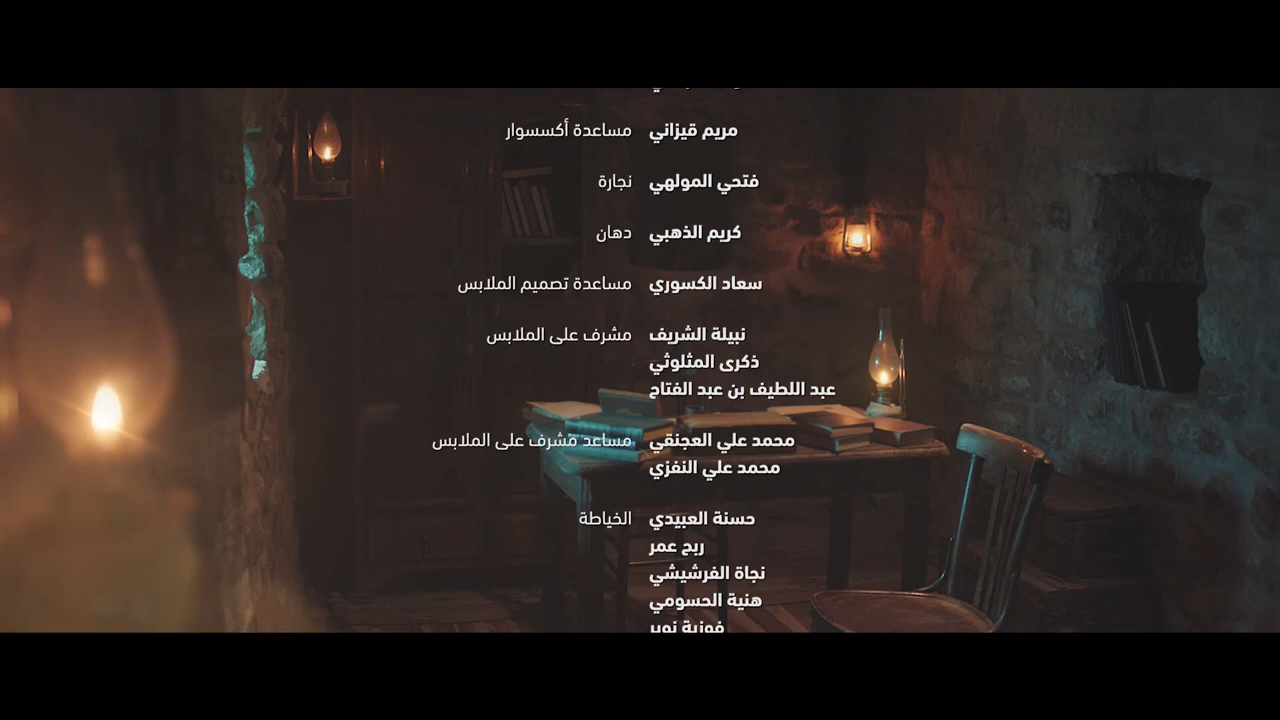 مريم قيزاني مساعدة أكسسوار
فتحي المولهي نجارة
كريم الذهبي دهان
سعاد الكسوري مساعدة تصميم الملابس
نبيلة الشريف مشرف على الملابس
ذكرى المثلوثي
عبد اللطيف بن عبد الفتاح
محمد علي العجنقي مساعد مشرف على الملابس
محمد علي النفزي
حسنة العبيدي الخياطة
ربح عمر
نجاة الفرشيشي
هنية الحسومي
فوزية نوير